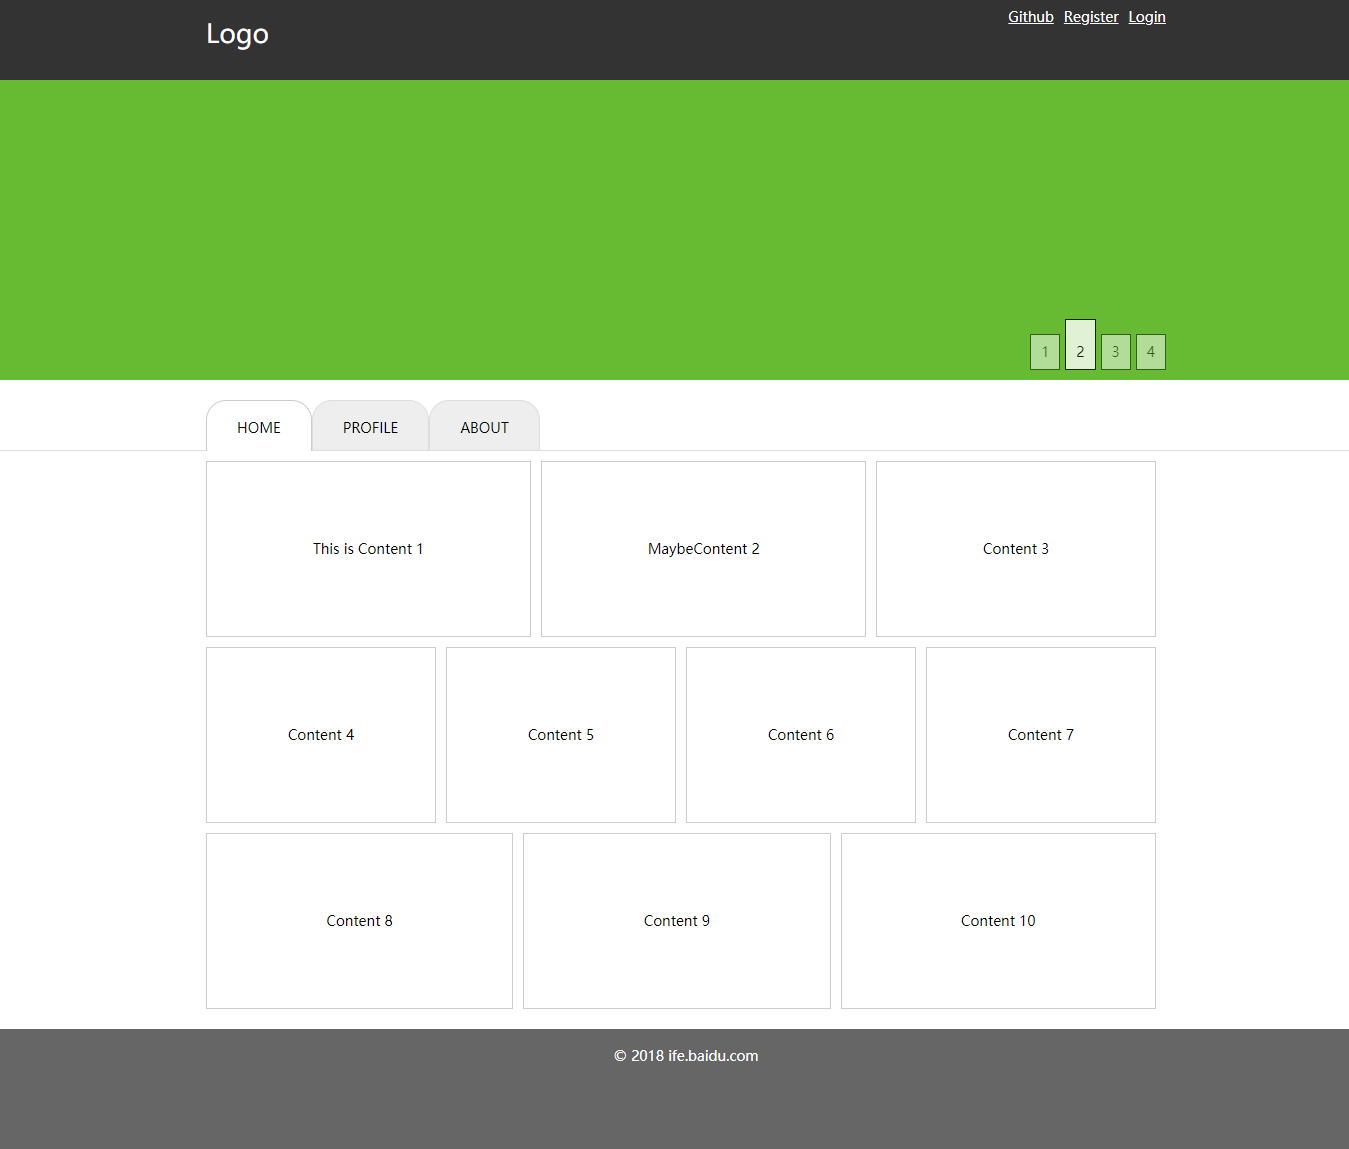 Logo
Github Register Login
1 2 3 4
HOME PROFILE ABOUT
This is Content 1
MaybeContent 2
Content 3
Content 4
Content 5
Content 6
Content 7
Content 8
Content 9
Content 10
© 2018 ife.baidu.com